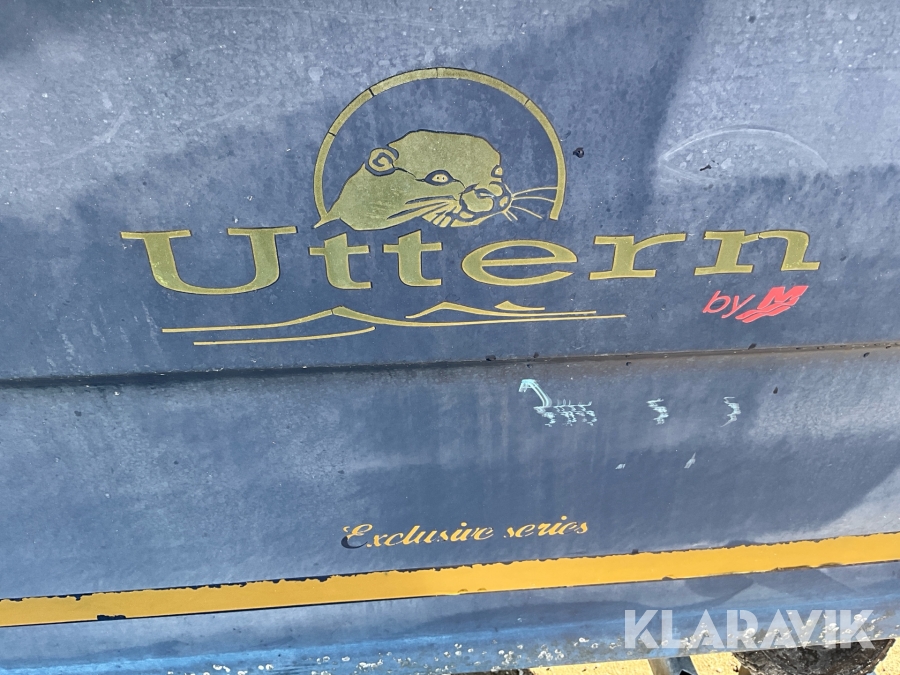 Uttern
by M
Exclusive series
KLARAVIK